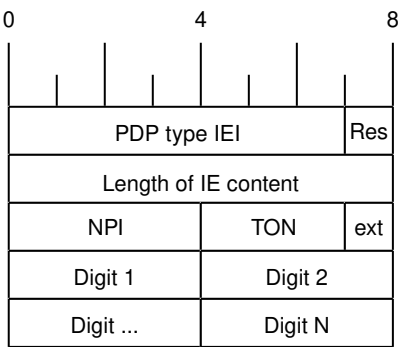 0 4 8
PDP type IEI Res
Length of IE content
NPI TON ext
Digit 1 Digit 2
Digit ... Digit N